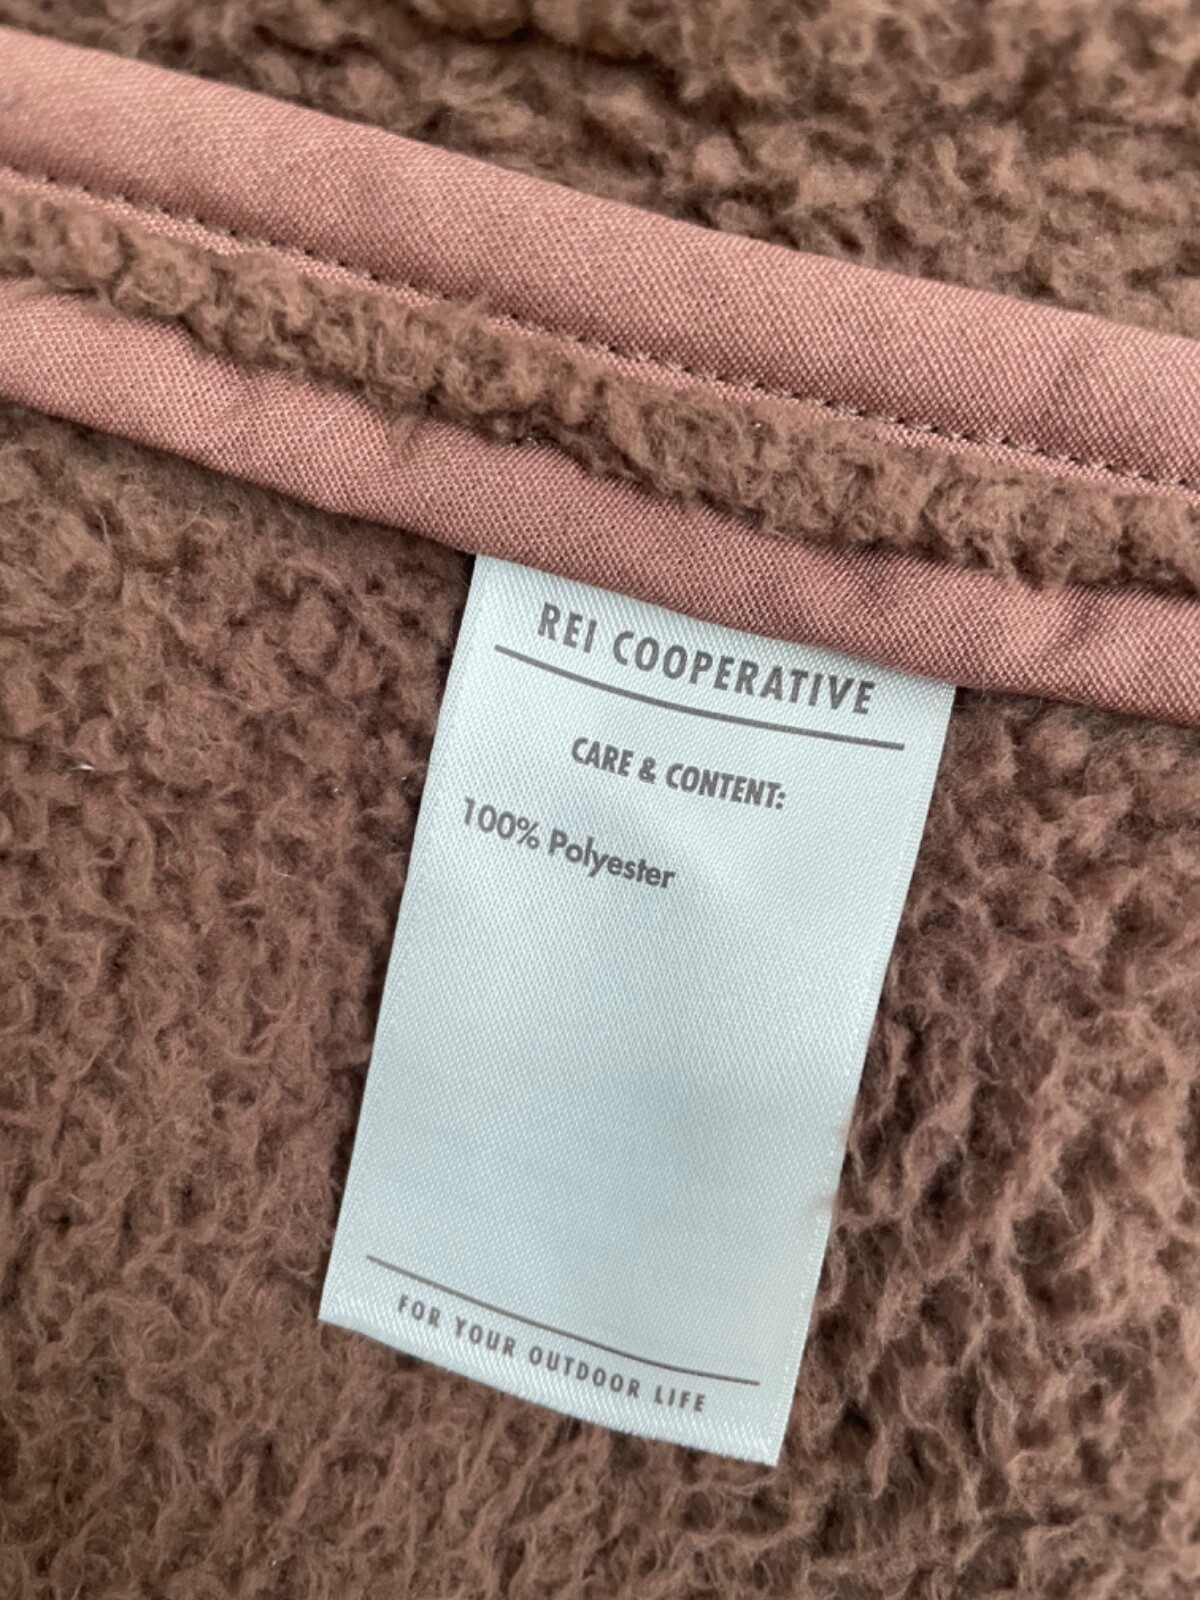 REI COOPERATIVE
CARE & CONTENT:
100% Polyester
FOR YOUR OUTDOOR LIFE